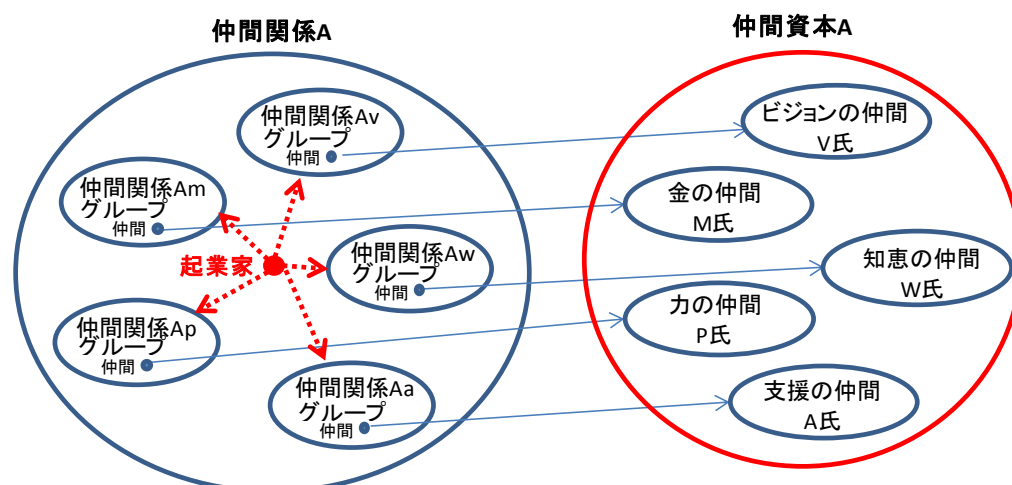 仲間関係A
仲間関係Av
グループ
仲間
仲間関係Am
グループ
仲間
起業家
仲間関係Aw
グループ
仲間
仲間関係Ap
グループ
仲間
仲間関係Aa
グループ
仲間
仲間資本A
ビジョンの仲間
V氏
金の仲間
M氏
知恵の仲間
W氏
力の仲間
P氏
支援の仲間
A氏